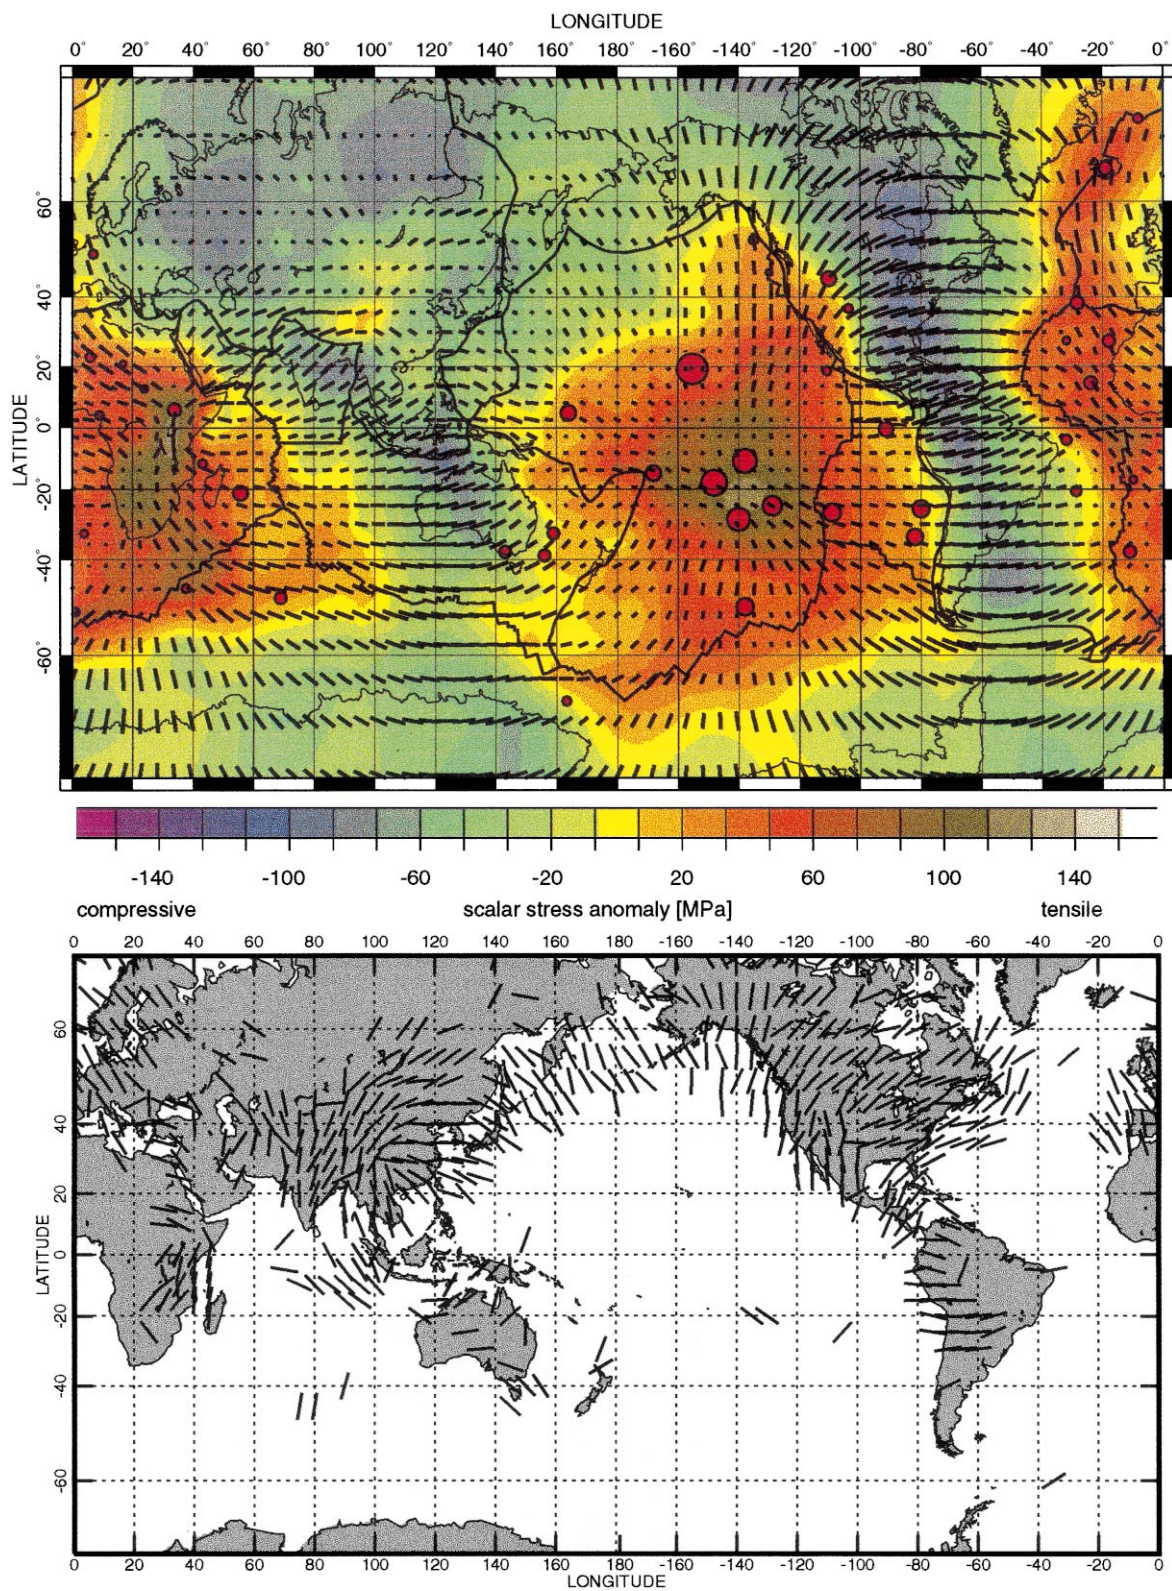 LONGITUDE
0° 20° 40° 60° 80° 100° 120° 140° 160° 180° -160° -140° -120° -100° -80° -60° -40° -20° 0°
60°
40°
20°
0°
-20°
-40°
-60°
LATITUDE
-140 -100 -60 -20 20 60 100 140
compressive scalar stress anomaly [MPa] tensile
0 20 40 60 80 100 120 140 160 180 -160 -140 -120 -100 -80 -60 -40 -20 0
60
40
20
0
-20
-40
-60
LATITUDE
0 20 40 60 80 100 120 140 160 180 -160 -140 -120 -100 -80 -60 -40 -20 0
LONGITUDE